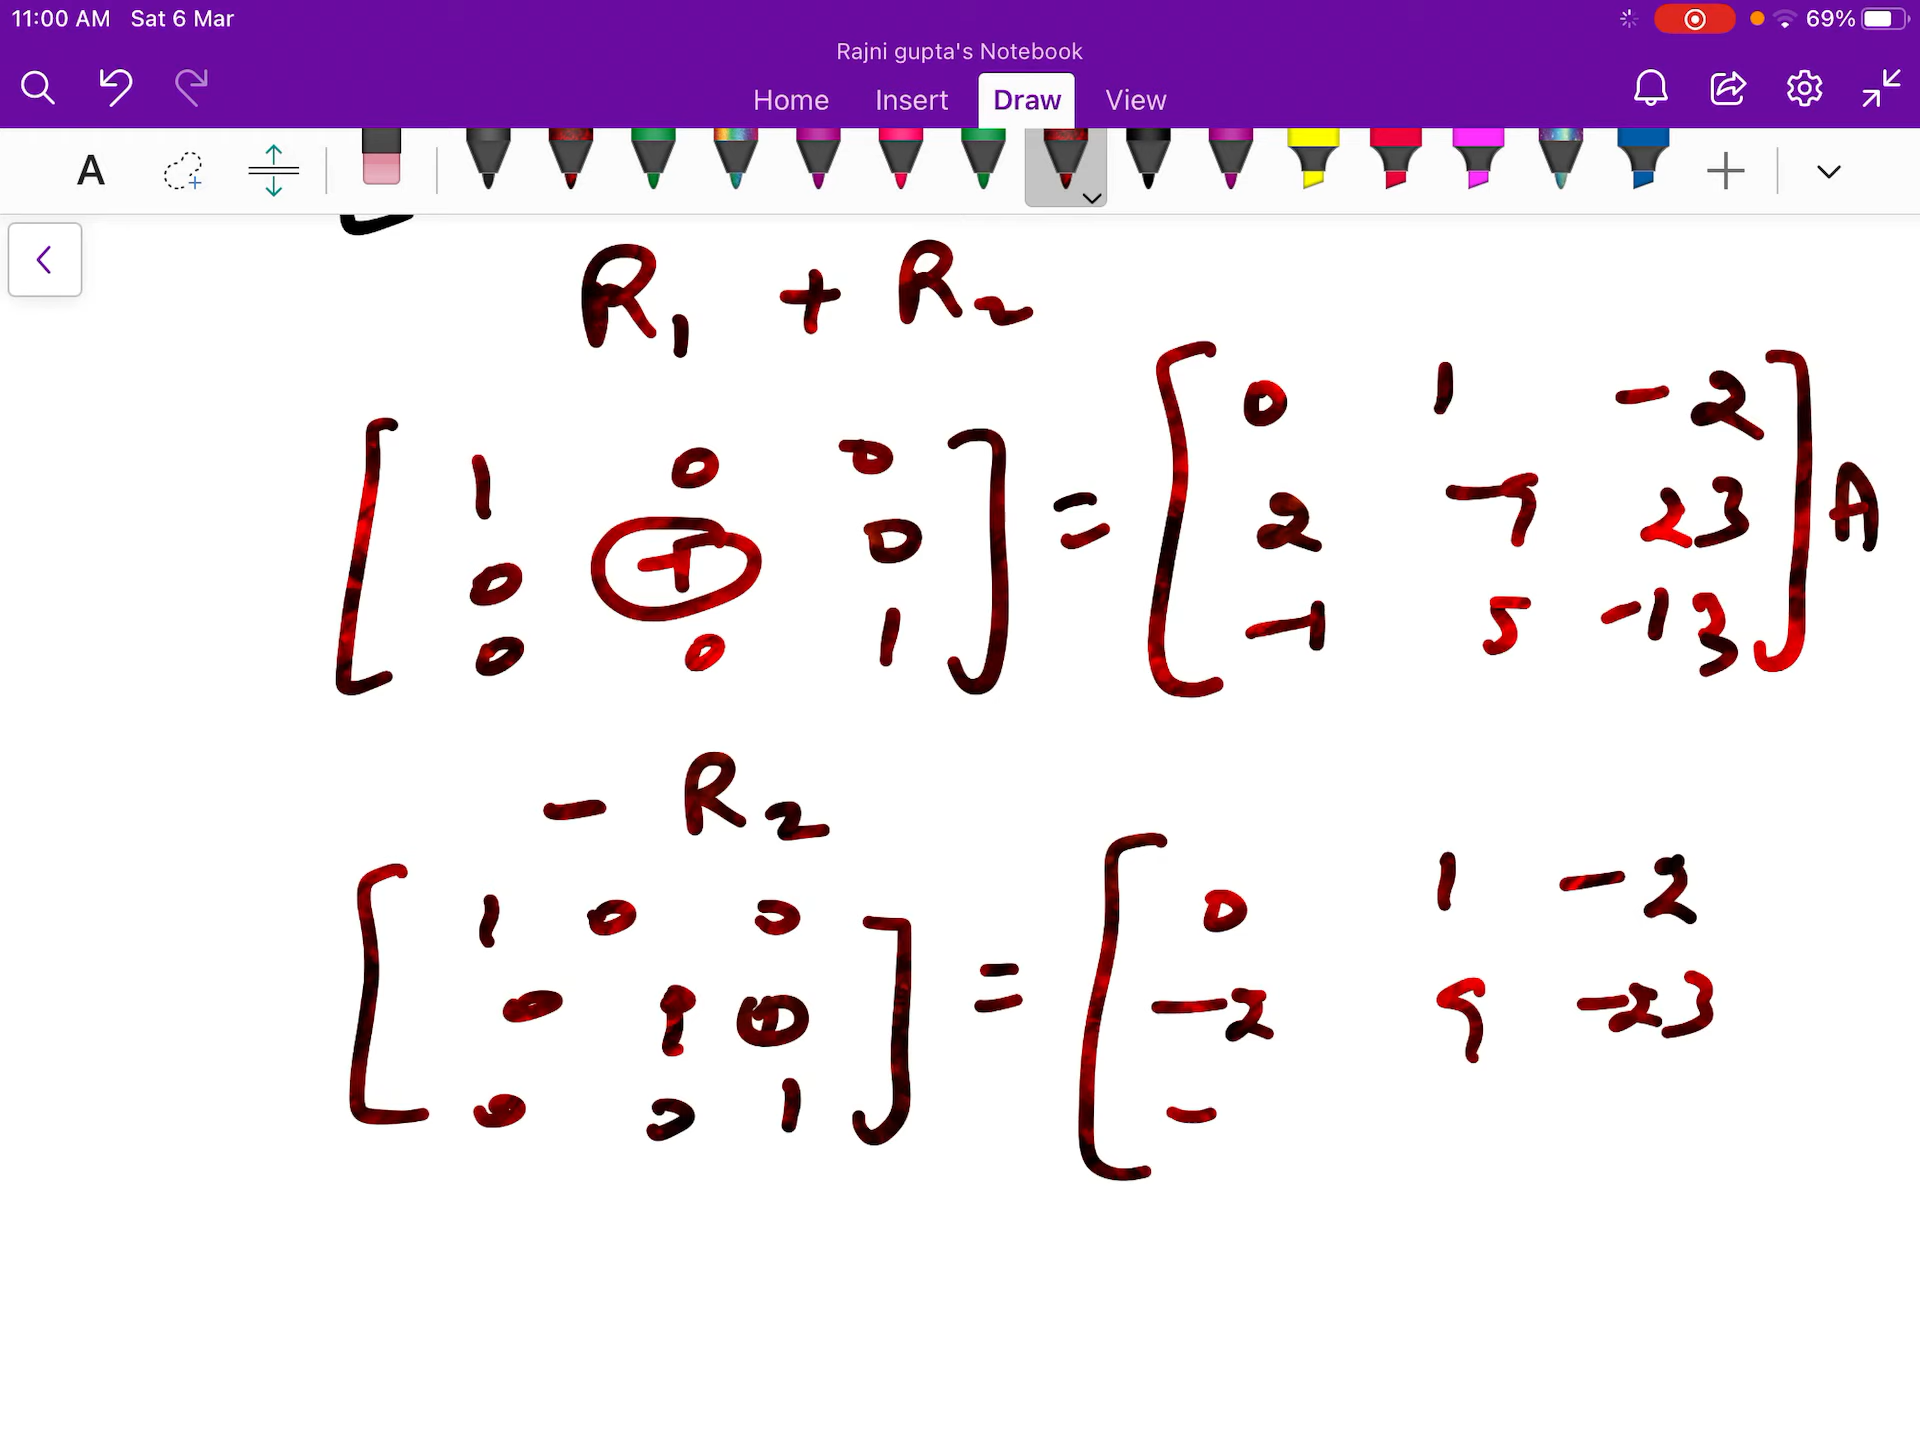 11:00 AM Sat 6 Mar
69%
Rajni gupta's Notebook
Home Insert Draw View
A
R₁ + R₂
[ 1 0 0 ] = [ 0 1 -2 ] A
[ 0 -1 0 ] [ 2 -9 23 ]
[ 0 0 1 ] [ -1 5 -13 ]
- R₂
[ 1 0 0 ] = [ 0 1 -2
[ 0 1 0 ] [ -2 9 -23
[ 0 0 1 ] [ -